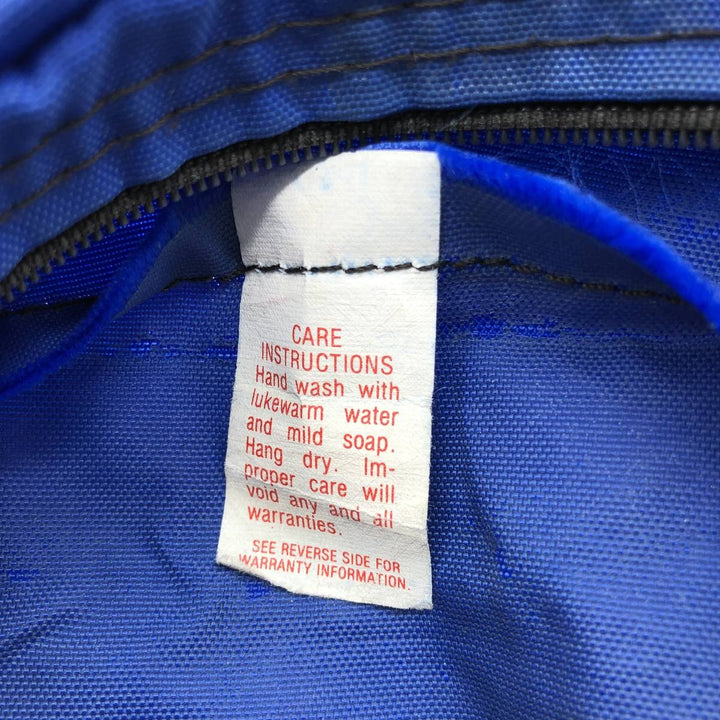 CARE
INSTRUCTIONS
Hand wash with
lukewarm water
and mild soap.
Hang dry. Im-
proper care will
void any and all
warranties.
SEE REVERSE SIDE FOR
WARRANTY INFORMATION.